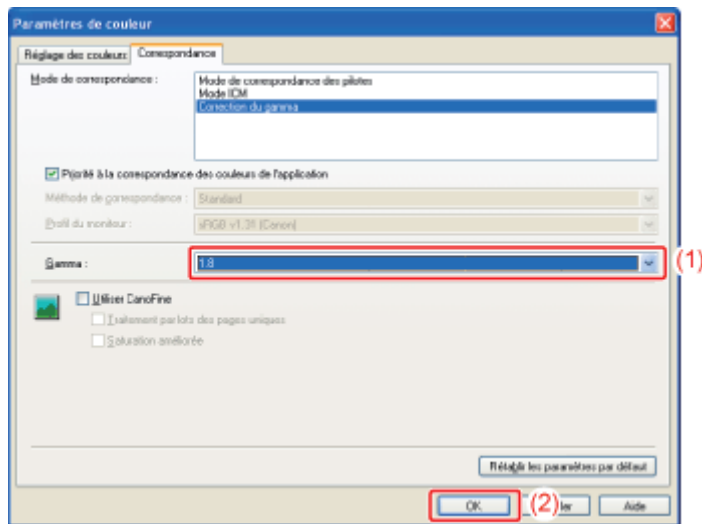 Paramètres de couleur
Réglage des couleurs Correspondance
Mode de correspondance :
Mode de correspondance des pilotes
Mode ICM
Correction du gamma
Priorité à la correspondance des couleurs de l'application
Méthode de correspondance : Standard
Profil du moniteur : sRGB v1.31 (Canon)
Gamma : 1.8 (1)
Utiliser CanoFine
Traitement par lots des pages uniques
Saturation améliorée
Rétablir les paramètres par défaut
OK (2) ler Aide